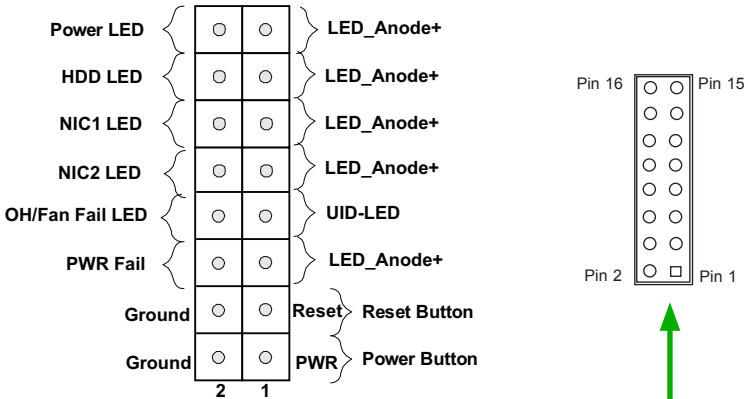 Power LED LED_Anode+
HDD LED LED_Anode+
NIC1 LED LED_Anode+
NIC2 LED LED_Anode+
OH/Fan Fail LED UID-LED
PWR Fail LED_Anode+
Ground Reset Reset Button
Ground PWR Power Button
2 1
Pin 16 Pin 15
Pin 2 Pin 1